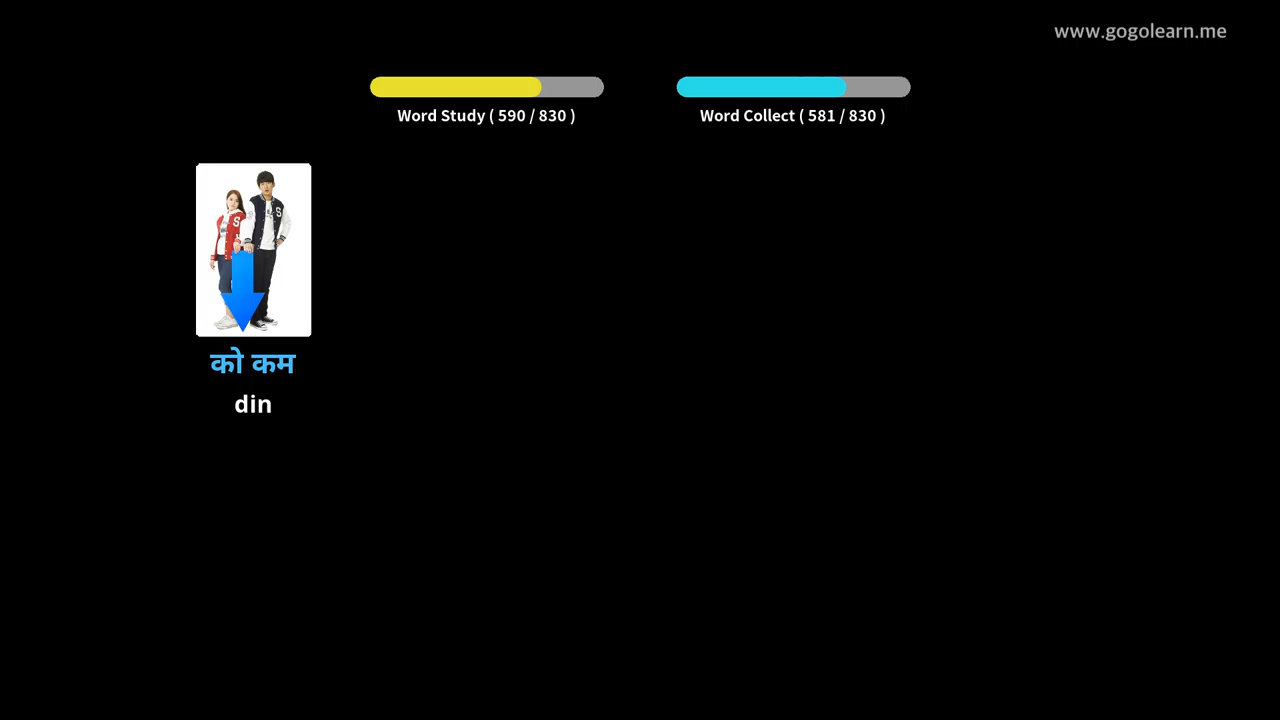 www.gogolearn.me
Word Study ( 590 / 830 )
Word Collect ( 581 / 830 )
S
S
को कम
din